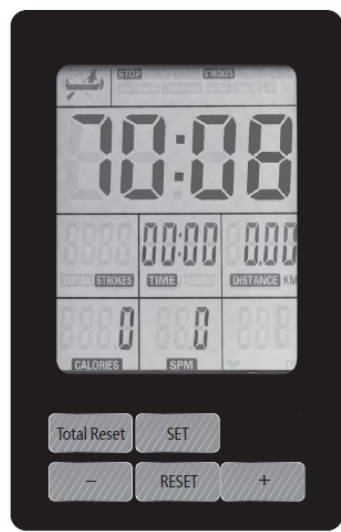 STOP STROKES
70:08
00:00 0.00
TOTAL STROKES TIME COUNT DISTANCE KM
0 0
CALORIES SPM
Total Reset SET
− RESET +